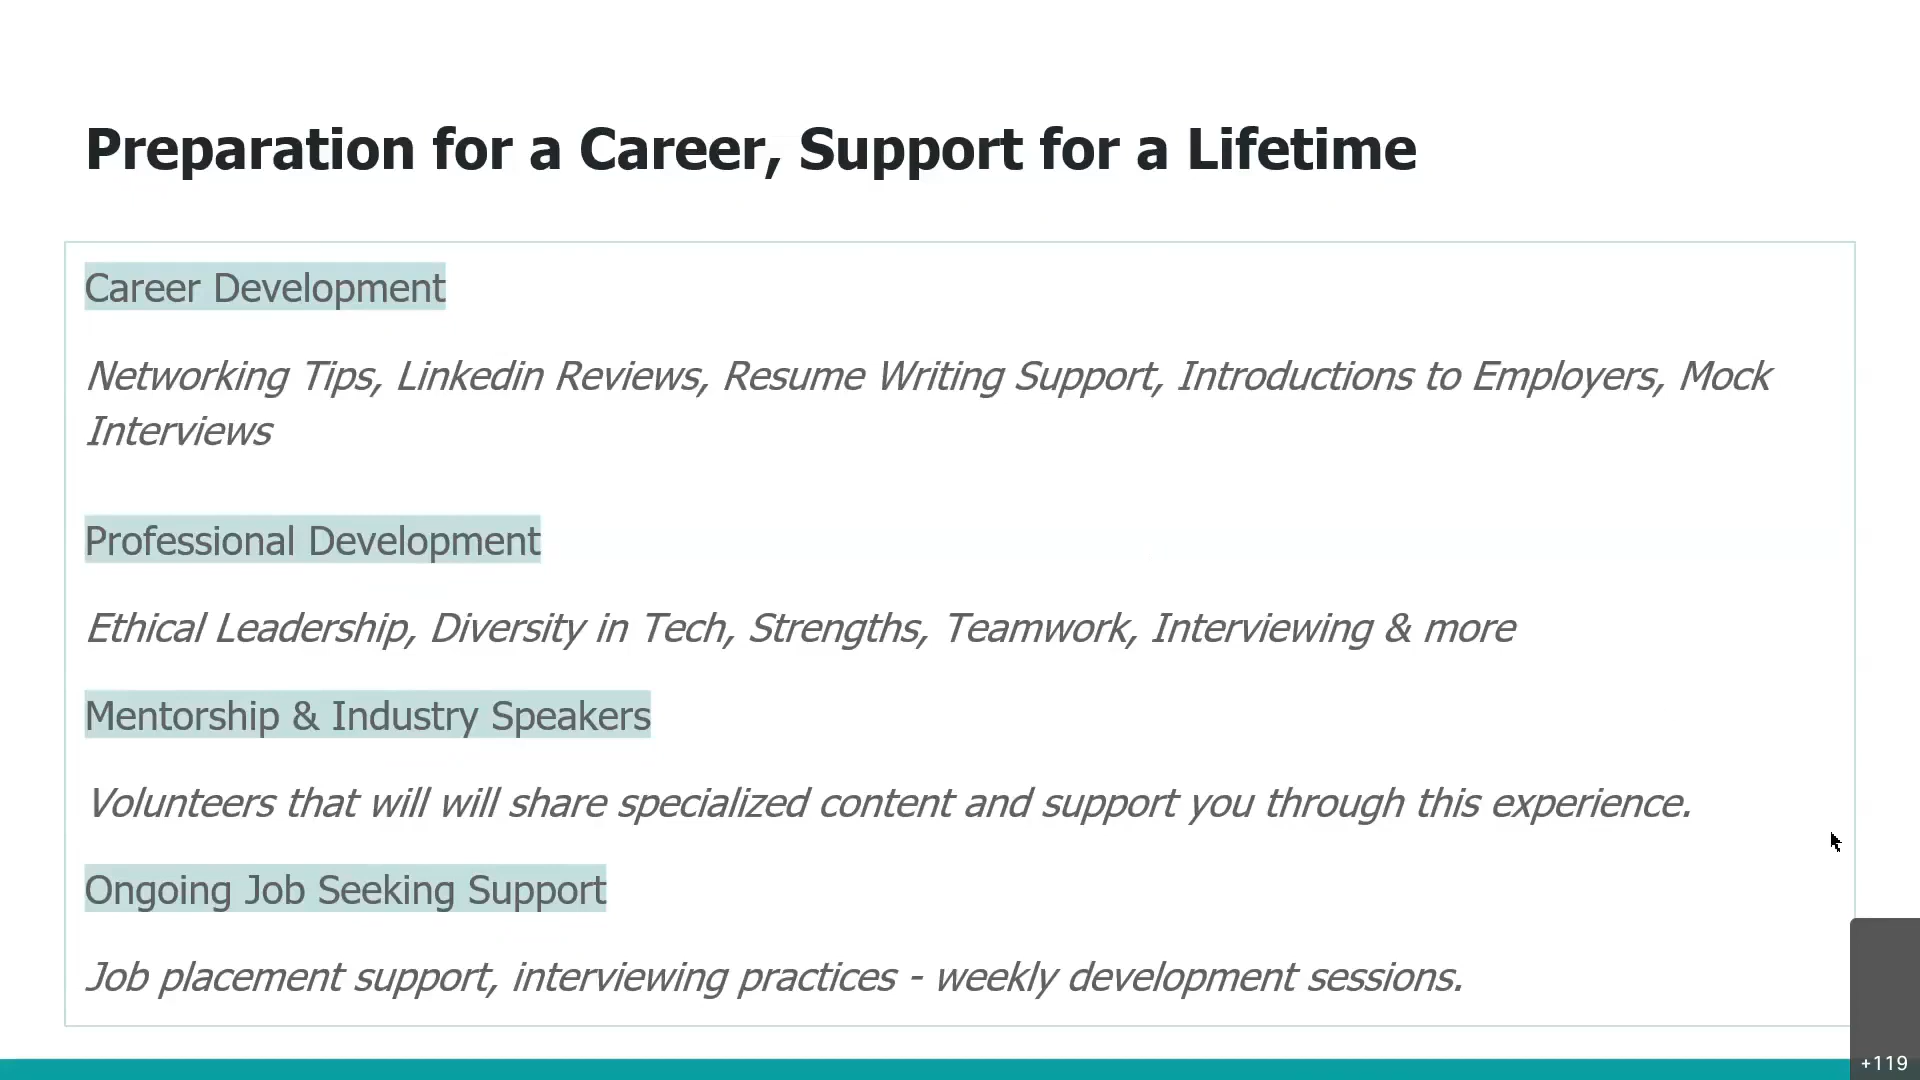 Preparation for a Career, Support for a Lifetime
Career Development
Networking Tips, Linkedin Reviews, Resume Writing Support, Introductions to Employers, Mock
Interviews
Professional Development
Ethical Leadership, Diversity in Tech, Strengths, Teamwork, Interviewing & more
Mentorship & Industry Speakers
Volunteers that will will share specialized content and support you through this experience.
Ongoing Job Seeking Support
Job placement support, interviewing practices - weekly development sessions.
+119